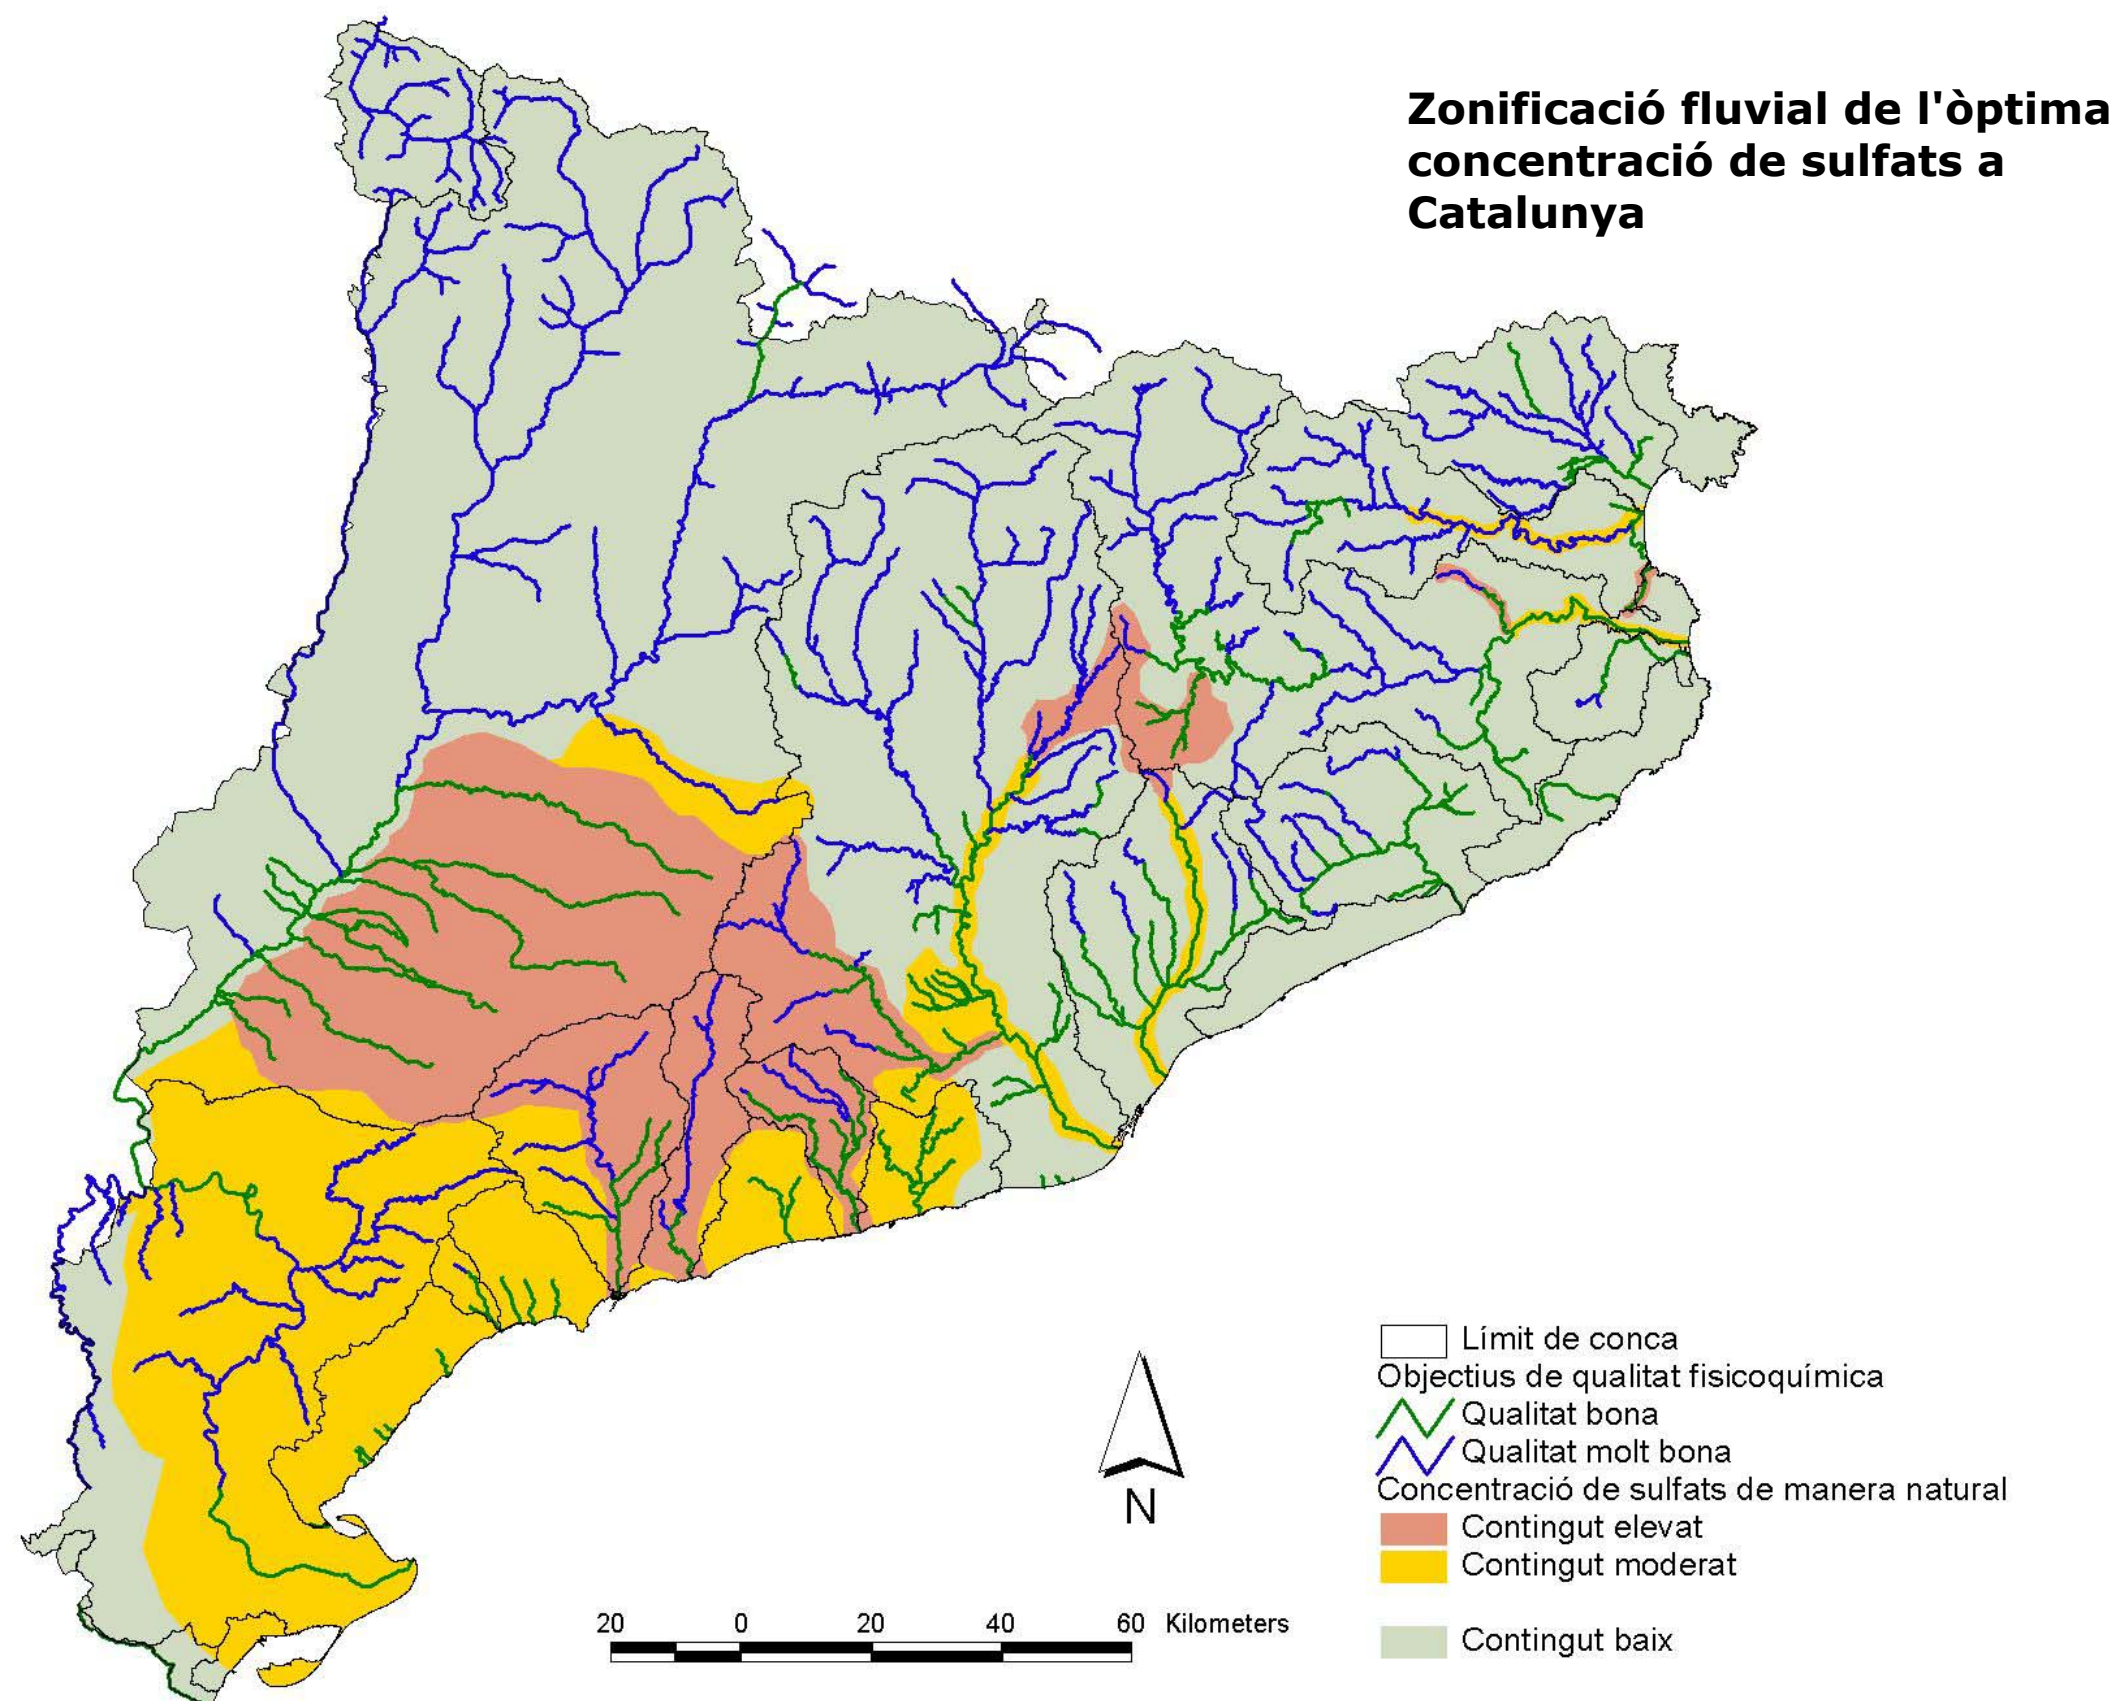 Zonificació fluvial de l'òptima
concentració de sulfats a
Catalunya
Límit de conca
Objectius de qualitat fisicoquímica
Qualitat bona
Qualitat molt bona
Concentració de sulfats de manera natural
Contingut elevat
Contingut moderat
Contingut baix
N
20 0 20 40 60 Kilometers